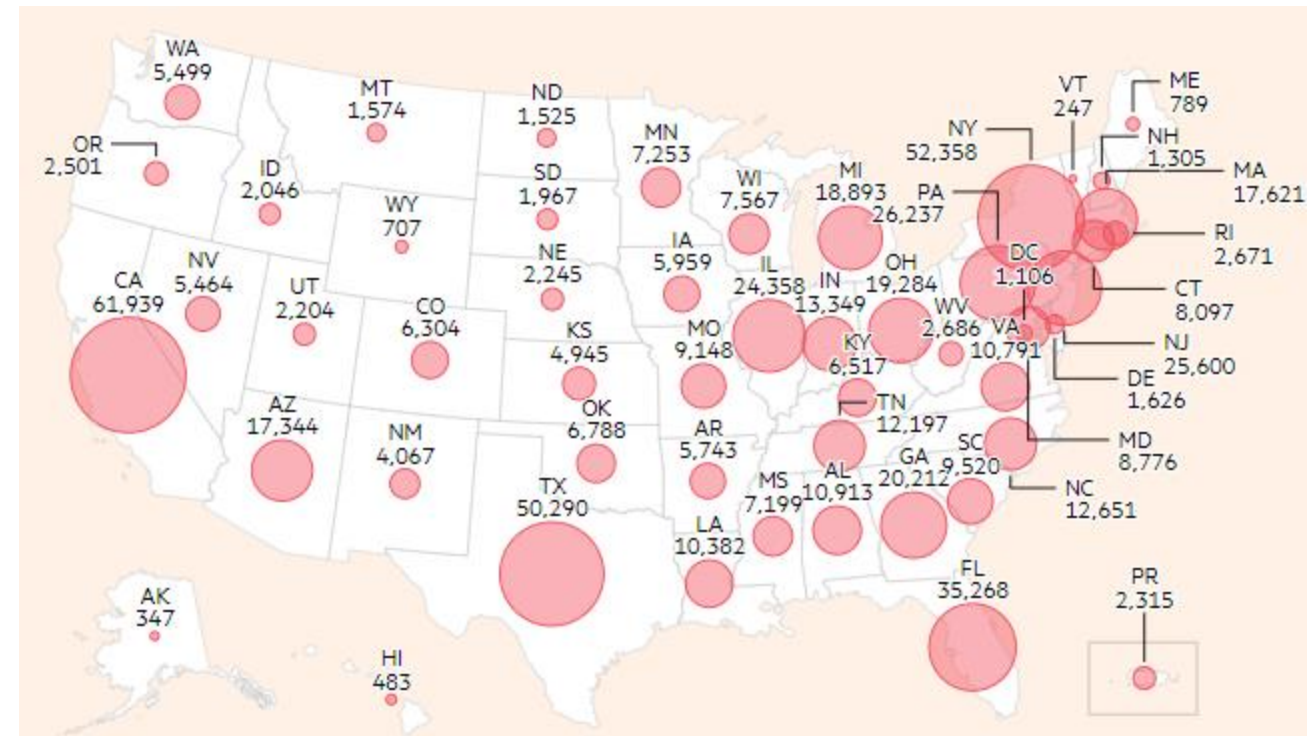 WA
5,499
MT
1,574
ND
1,525
VT
247
ME
789
OR
2,501
MN
7,253
NY
52,358
NH
1,305
ID
2,046
SD
1,967
WI
7,567
MI
18,893
PA
26,237
MA
17,621
WY
707
RI
2,671
NE
2,245
IA
5,959
DC
1,106
CA
61,939
NV
5,464
UT
2,204
CO
6,304
IL
24,358
IN
13,349
OH
19,284
CT
8,097
KS
4,945
MO
9,148
WV
2,686
VA
10,791
KY
6,517
NJ
25,600
DE
1,626
AZ
17,344
NM
4,067
OK
6,788
AR
5,743
TN
12,197
MD
8,776
SC
9,520
GA
20,212
AL
10,913
MS
7,199
NC
12,651
TX
50,290
LA
10,382
FL
35,268
PR
2,315
AK
347
HI
483